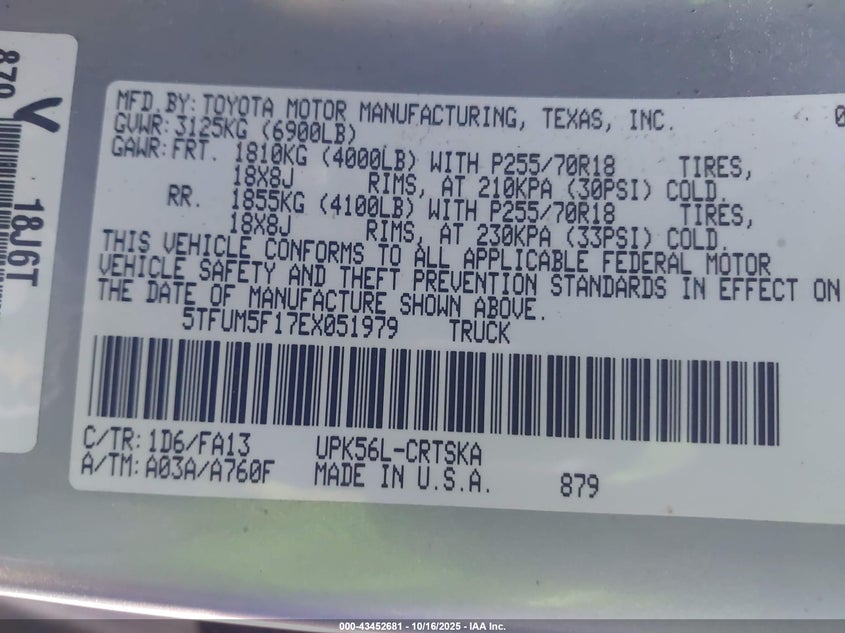 MFD.BY: TOYOTA MOTOR MANUFACTURING, TEXAS, INC. 0
GVWR: 3125KG (6900LB)
GAWR: FRT. 1810KG (4000LB) WITH P255/70R18 TIRES,
18X8J RIMS, AT 210KPA (30PSI) COLD.
RR. 1855KG (4100LB) WITH P255/70R18 TIRES,
18X8J RIMS, AT 230KPA (33PSI) COLD.
THIS VEHICLE CONFORMS TO ALL APPLICABLE FEDERAL MOTOR
VEHICLE SAFETY AND THEFT PREVENTION STANDARDS IN EFFECT ON
THE DATE OF MANUFACTURE SHOWN ABOVE.
5TFUM5F17EX051979 TRUCK
C/TR: 1D6/FA13 UPK56L-CRTSKA
A/TM: A03A/A760F MADE IN U.S.A. 879
879
Y
18J6T
000-43452681 - 10/16/2025 - IAA Inc.